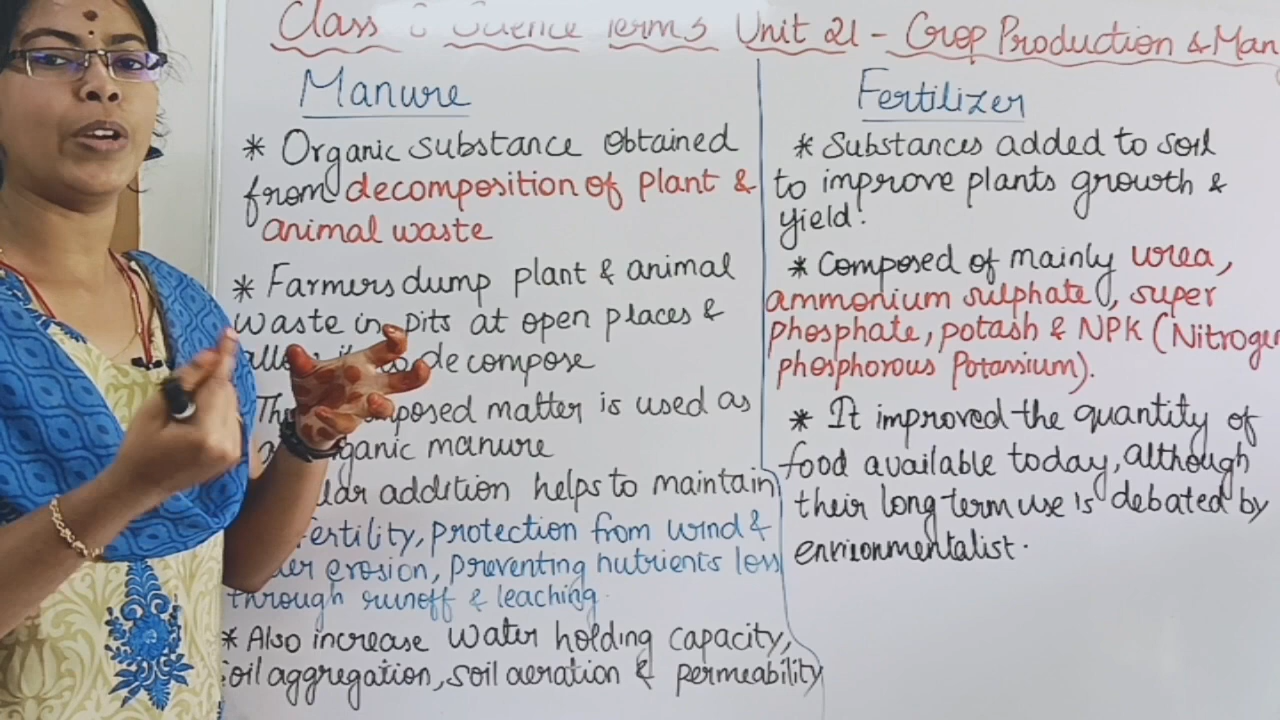 Class Science Term 3 Unit 21 - Crop Production & Man
Manure
* Organic substance obtained
from decomposition of plant &
animal waste
* Farmers dump plant & animal
waste in pits at open places &
decompose
matter is used as
manure
addition helps to maintain
fertility, protection from wind &
erosion, preventing nutrients loss
through runoff & leaching.
* Also increase water holding capacity,
soil aggregation, soil aeration & permeability
Fertilizer
* Substances added to soil
to improve plants growth &
yield.
* Composed of mainly urea,
ammonium sulphate, super
phosphate, potash & NPK (Nitrogen
phosphorous Potassium).
* It improved the quantity of
food available today, although
their long term use is debated by
environmentalist.